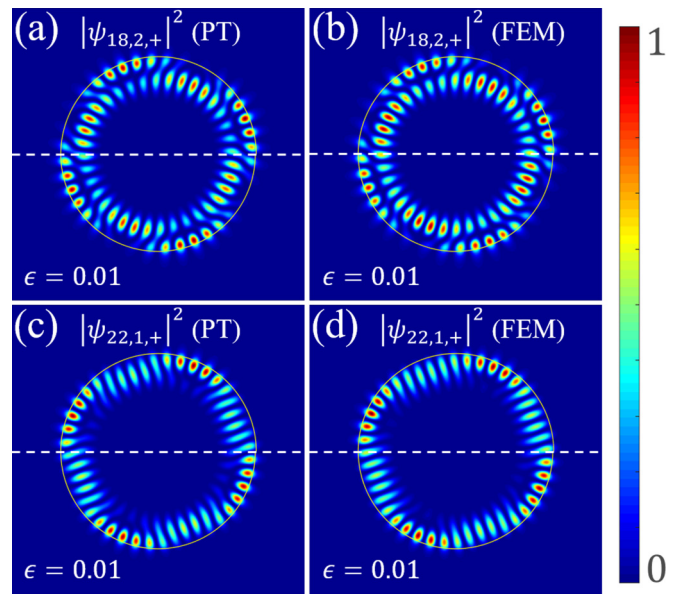 (a) |ψ₁₈,₂,₊|² (PT)
ϵ = 0.01
(b) |ψ₁₈,₂,₊|² (FEM)
ϵ = 0.01
(c) |ψ₂₂,₁,₊|² (PT)
ϵ = 0.01
(d) |ψ₂₂,₁,₊|² (FEM)
ϵ = 0.01
1
0